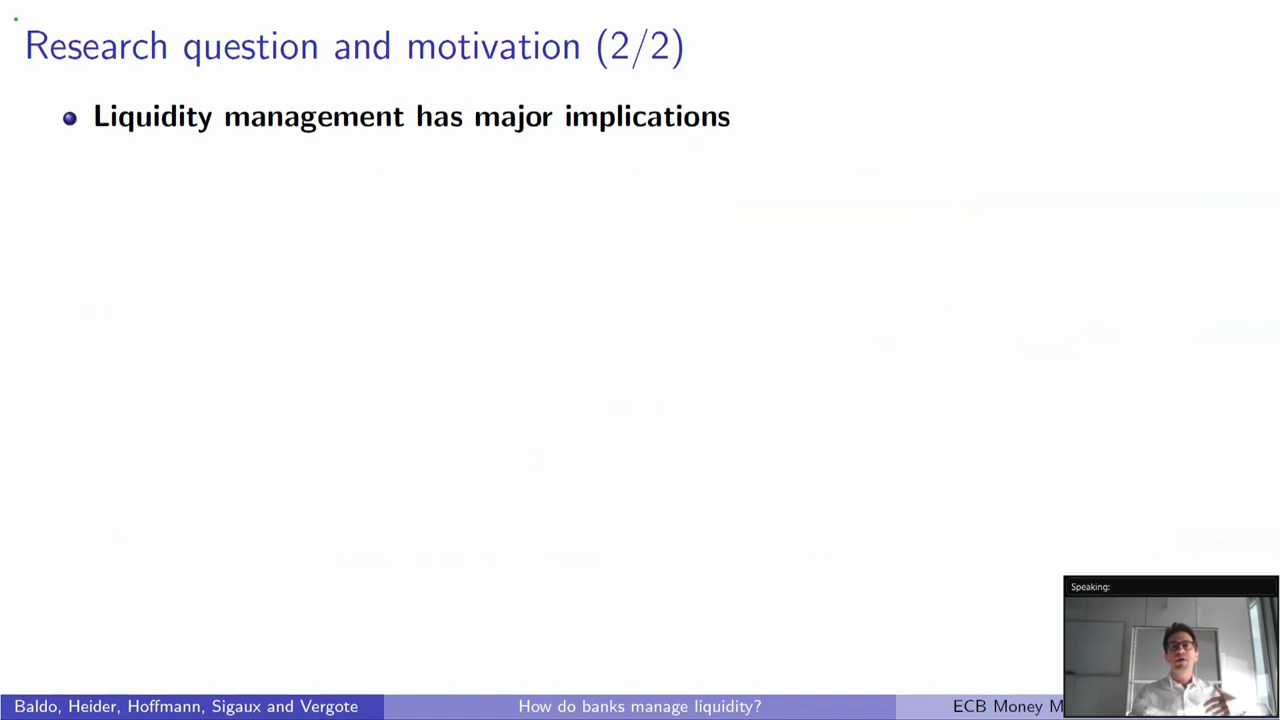 Research question and motivation (2/2)
Liquidity management has major implications
Speaking:
Baldo, Heider, Hoffmann, Sigaux and Vergote
How do banks manage liquidity?
ECB Money M